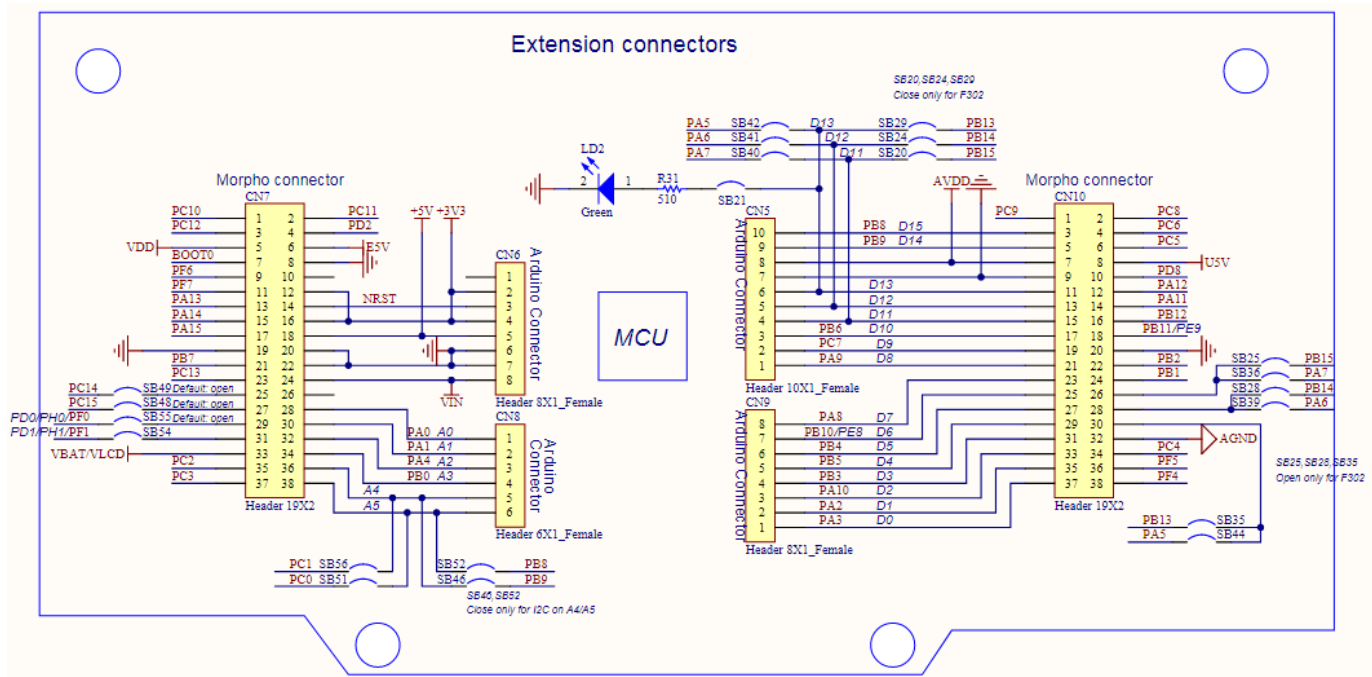 Extension connectors
SB20,SB24,SB29
Close only for F302
PA5 SB42 D13 SB29 PB13
PA6 SB41 D12 SB24 PB14
PA7 SB40 D11 SB20 PB15
LD2
2 1
Green
R31
510
SB21
AVDD
Morpho connector
CN7
PC10 1 2 PC11
PC12 3 4 PD2
VDD 5 6 E5V
BOOT0 7 8
PF6 9 10
PF7 11 12
PA13 13 14 NRST
PA14 15 16
PA15 17 18
19 20
PB7 21 22
PC13 23 24
PC14 SB49 Default: open 25 26
PC15 SB48 Default: open 27 28
PD0/PH0/PF0 SB55 Default: open 29 30
PD1/PH1/PF1 SB54 31 32
VBAT/VLCD 33 34
PC2 35 36
PC3 37 38
Header 19X2
+5V +3V3
CN6
1
2
3
4
5
6
7
8
Arduino Connector
VIN
Header 8X1_Female
CN8
PA0 A0 1
PA1 A1 2
PA4 A2 3
PB0 A3 4
A4 5
A5 6
Arduino
Connector
Header 6X1_Female
PC1 SB56 SB52 PB8
PC0 SB51 SB46 PB9
SB46,SB52
Close only for I2C on A4/A5
MCU
CN5
Arduino Connector
10 PB8 D15
9 PB9 D14
8
7
6 D13
5 D12
4 D11
3 PB6 D10
2 PC7 D9
1 PA9 D8
Header 10X1_Female
CN9
Arduino Connector
8 PA8 D7
7 PB10/PE8 D6
6 PB4 D5
5 PB5 D4
4 PB3 D3
3 PA10 D2
2 PA2 D1
1 PA3 D0
Header 8X1_Female
Morpho connector
CN10
PC9 1 2 PC8
3 4 PC6
5 6 PC5
7 8 U5V
9 10 PD8
11 12 PA12
13 14 PA11
15 16 PB12
17 18 PB11/PE9
19 20
21 22 PB2
23 24 PB1
25 26
27 28
29 30
31 32 AGND
33 34 PC4
35 36 PF5
37 38 PF4
Header 19X2
SB25 PB15
SB36 PA7
SB28 PB14
SB39 PA6
SB25,SB28,SB35
Open only for F302
PB13 SB35
PA5 SB44